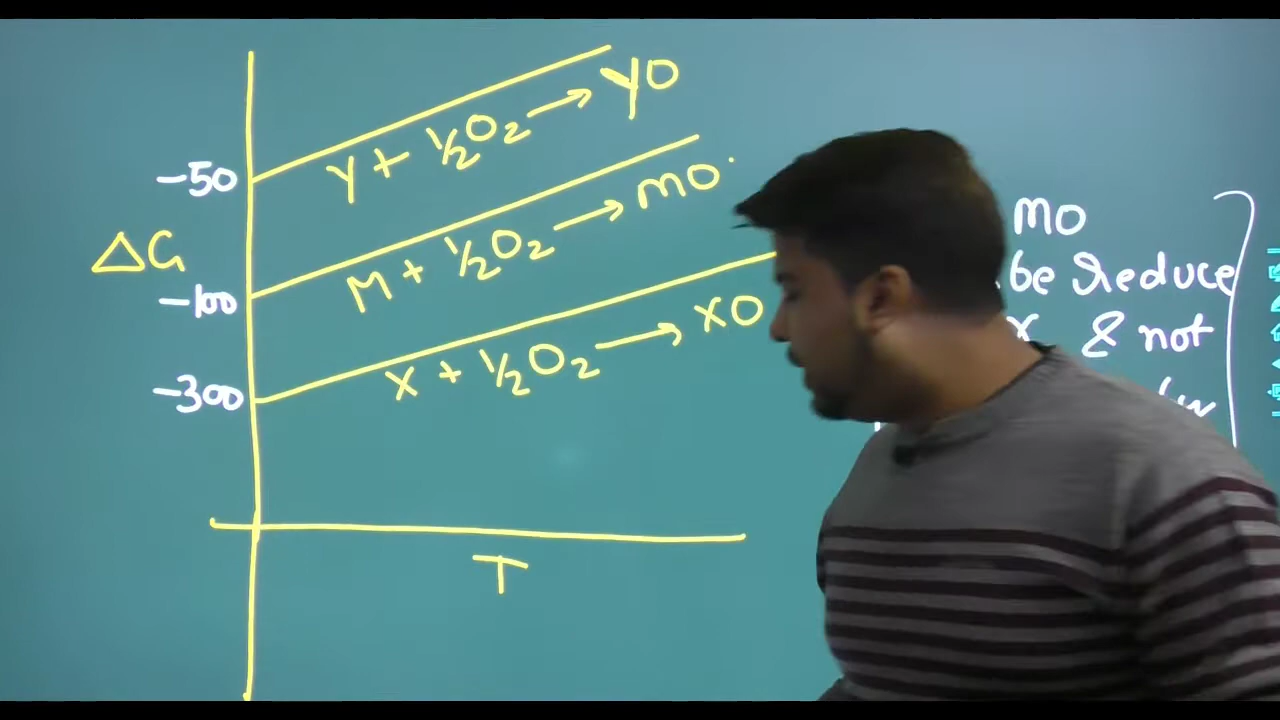 Y + ½O₂ → YO
-50
M + ½O₂ → MO
ΔG
-100
X + ½O₂ → XO
-300
T
MO
be reduce
X & not